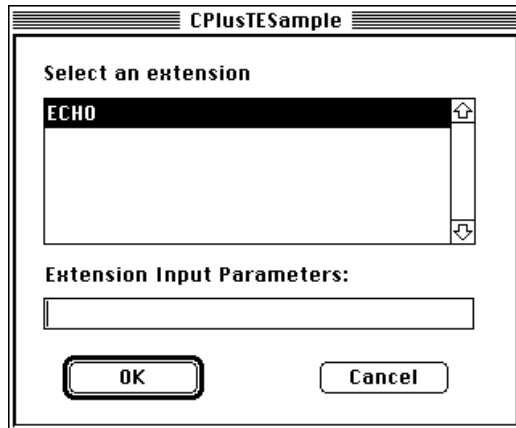 CPlusTESample
Select an extension
ECHO
Extension Input Parameters:
OK
Cancel